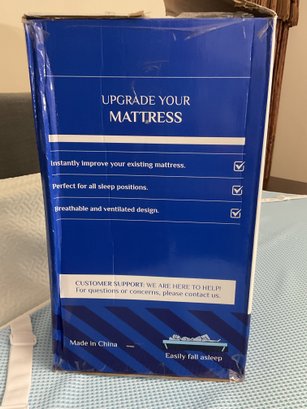 UPGRADE YOUR
MATTRESS
Instantly improve your existing mattress.
Perfect for all sleep positions.
Breathable and ventilated design.
CUSTOMER SUPPORT: WE ARE HERE TO HELP!
For questions or concerns, please contact us.
Made in China
Easily fall asleep